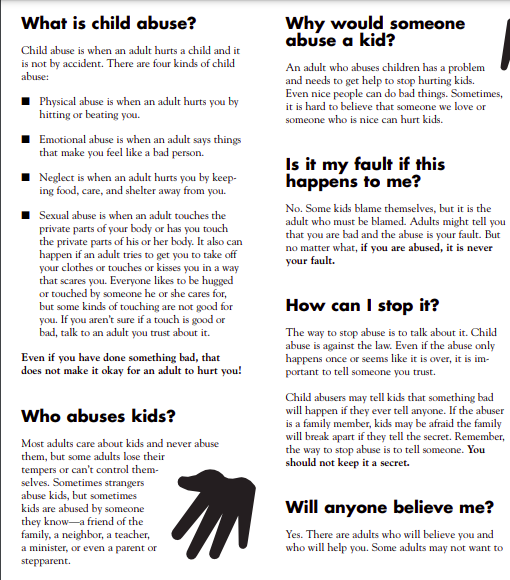 What is child abuse?
Child abuse is when an adult hurts a child and it
is not by accident. There are four kinds of child
abuse:
■ Physical abuse is when an adult hurts you by
hitting or beating you.
■ Emotional abuse is when an adult says things
that make you feel like a bad person.
■ Neglect is when an adult hurts you by keep-
ing food, care, and shelter away from you.
■ Sexual abuse is when an adult touches the
private parts of your body or has you touch
the private parts of his or her body. It also can
happen if an adult tries to get you to take off
your clothes or touches or kisses you in a way
that scares you. Everyone likes to be hugged
or touched by someone he or she cares for,
but some kinds of touching are not good for
you. If you aren't sure if a touch is good or
bad, talk to an adult you trust about it.
Even if you have done something bad, that
does not make it okay for an adult to hurt you!
Who abuses kids?
Most adults care about kids and never abuse
them, but some adults lose their
tempers or can't control them-
selves. Sometimes strangers
abuse kids, but sometimes
kids are abused by someone
they know—a friend of the
family, a neighbor, a teacher,
a minister, or even a parent or
stepparent.
Why would someone
abuse a kid?
An adult who abuses children has a problem
and needs to get help to stop hurting kids.
Even nice people can do bad things. Sometimes,
it is hard to believe that someone we love or
someone who is nice can hurt kids.
Is it my fault if this
happens to me?
No. Some kids blame themselves, but it is the
adult who must be blamed. Adults might tell you
that you are bad and the abuse is your fault. But
no matter what, if you are abused, it is never
your fault.
How can I stop it?
The way to stop abuse is to talk about it. Child
abuse is against the law. Even if the abuse only
happens once or seems like it is over, it is im-
portant to tell someone you trust.
Child abusers may tell kids that something bad
will happen if they ever tell anyone. If the abuser
is a family member, kids may be afraid the family
will break apart if they tell the secret. Remember,
the way to stop abuse is to tell someone. You
should not keep it a secret.
Will anyone believe me?
Yes. There are adults who will believe you and
who will help you. Some adults may not want to